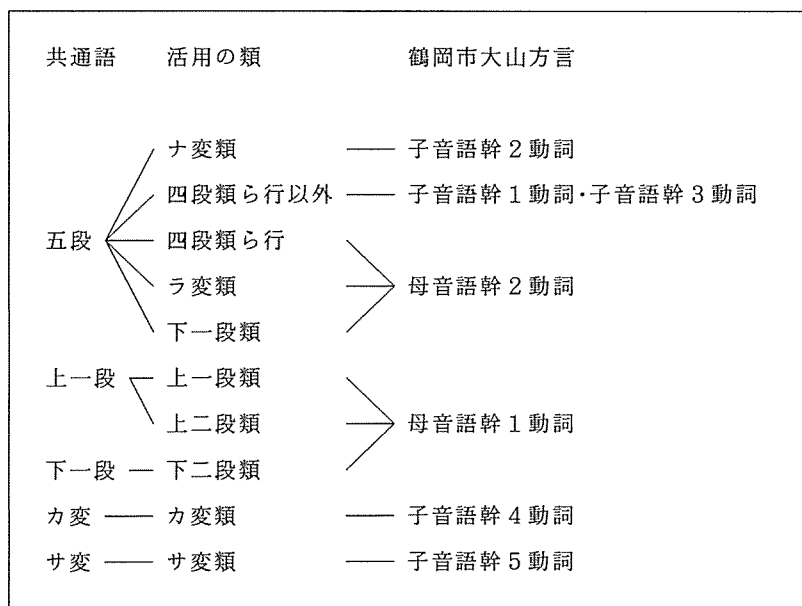 共通語 活用の類 鶴岡市大山方言
ナ変類 子音語幹2動詞
四段類ら行以外 子音語幹1動詞・子音語幹3動詞
五段 四段類ら行
ラ変類 母音語幹2動詞
下一段類
上一段 上一段類
上二段類 母音語幹1動詞
下一段 下二段類
カ変 カ変類 子音語幹4動詞
サ変 サ変類 子音語幹5動詞